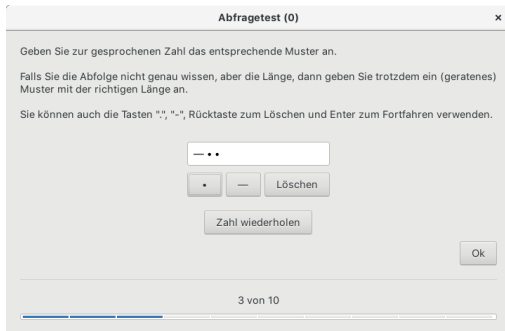 Abfragetest (0)
×
Geben Sie zur gesprochenen Zahl das entsprechende Muster an.
Falls Sie die Abfolge nicht genau wissen, aber die Länge, dann geben Sie trotzdem ein (geratenes)
Muster mit der richtigen Länge an.
Sie können auch die Tasten ".", "-", Rücktaste zum Löschen und Enter zum Fortfahren verwenden.
— • •
• — Löschen
Zahl wiederholen
Ok
3 von 10